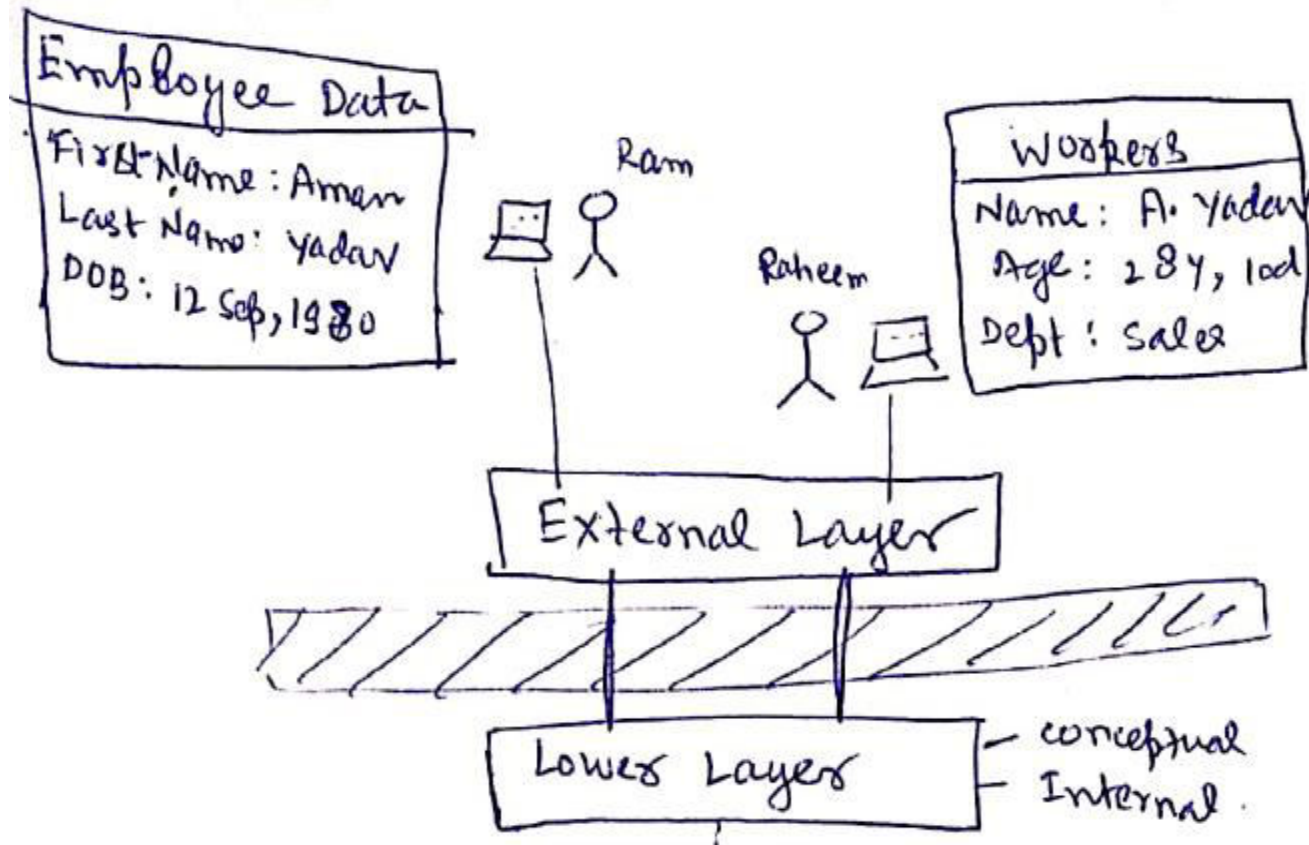 Employee Data
First Name: Aman
Last Name: Yadav
DOB: 12 Sep, 1980
Ram
Raheem
Workers
Name: A. Yadav
Age: 28y, 10d
Dept: Sales
External Layer
Lower Layer
- conceptual
- Internal.